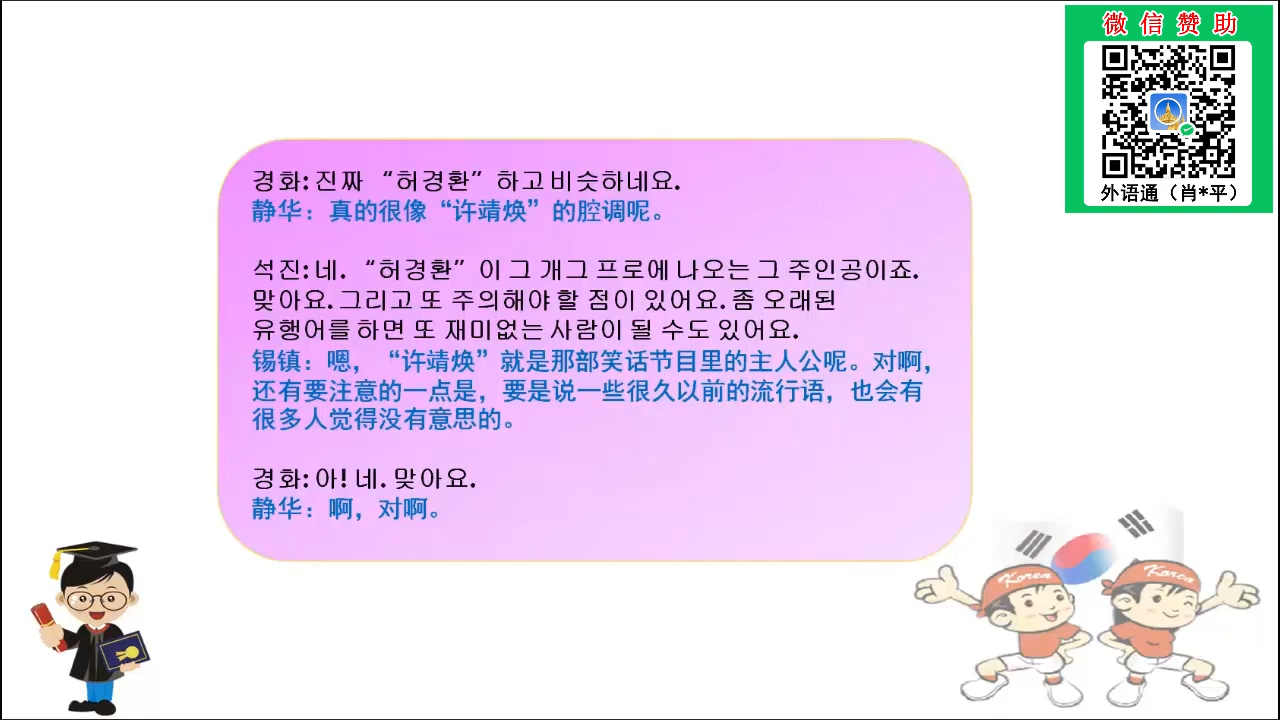 微信赞助
外语通（肖*平）
경화: 진짜 “허경환” 하고 비슷하네요.
静华：真的很像“许靖焕”的腔调呢。
석진: 네. “허경환” 이 그 개그 프로에 나오는 그 주인공이죠.
맞아요. 그리고 또 주의해야 할 점이 있어요. 좀 오래된
유행어를 하면 또 재미없는 사람이 될 수도 있어요.
锡镇：嗯，“许靖焕”就是那部笑话节目里的主人公呢。对啊，
还有要注意的一点是，要是说一些很久以前的流行语，也会有
很多人觉得没有意思的。
경화: 아! 네. 맞아요.
静华：啊，对啊。
Korea
Korea